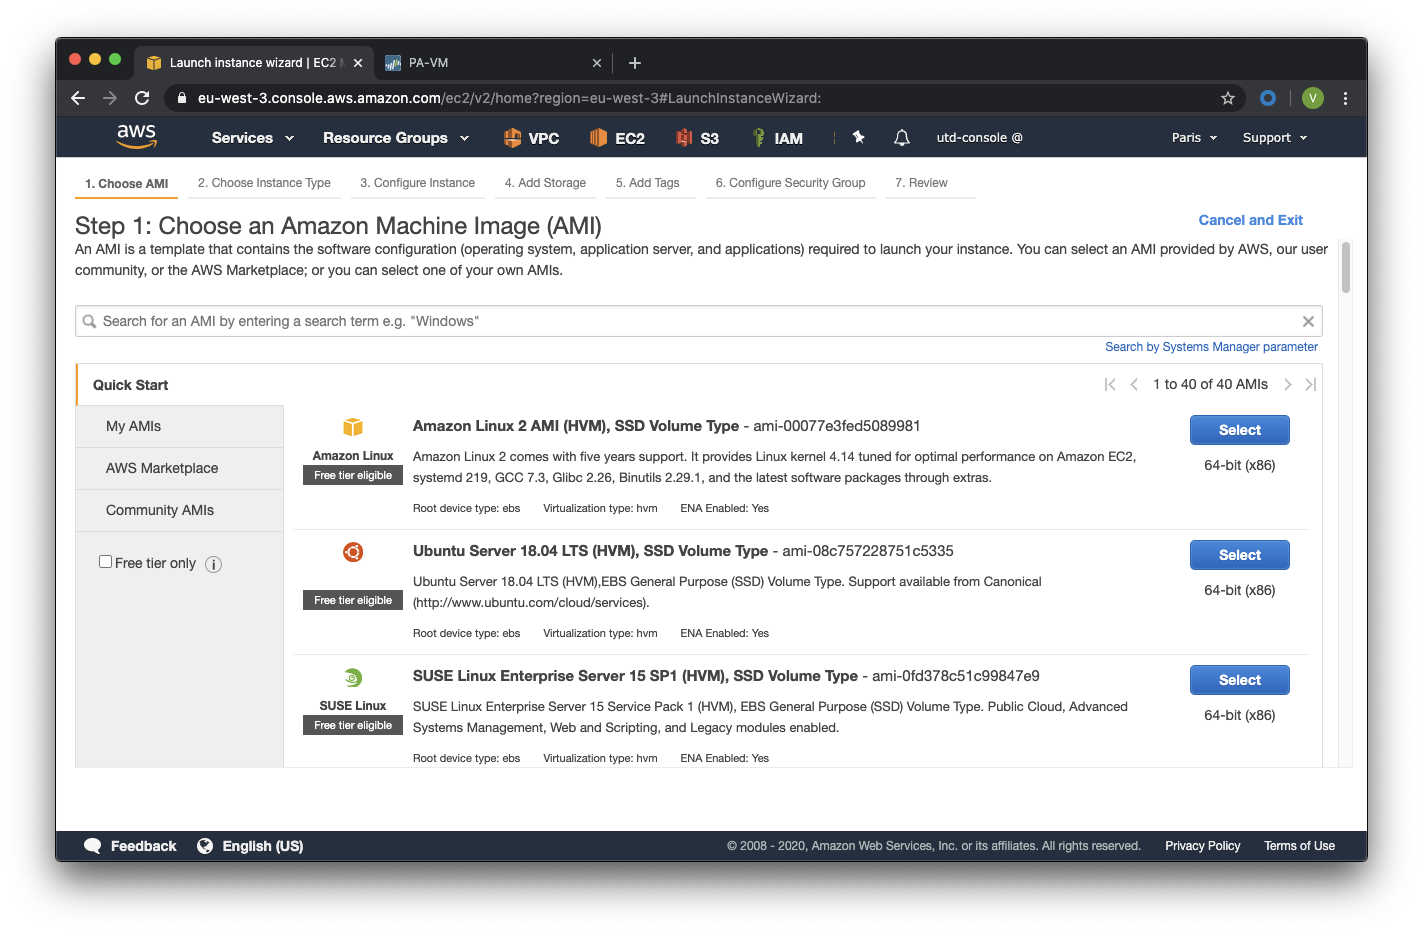 Launch instance wizard | EC2 M
PA-VM
eu-west-3.console.aws.amazon.com/ec2/v2/home?region=eu-west-3#LaunchInstanceWizard:
V
aws Services Resource Groups VPC EC2 S3 IAM utd-console @ Paris Support
1. Choose AMI 2. Choose Instance Type 3. Configure Instance 4. Add Storage 5. Add Tags 6. Configure Security Group 7. Review
Step 1: Choose an Amazon Machine Image (AMI)
Cancel and Exit
An AMI is a template that contains the software configuration (operating system, application server, and applications) required to launch your instance. You can select an AMI provided by AWS, our user
community, or the AWS Marketplace; or you can select one of your own AMIs.
Search for an AMI by entering a search term e.g. "Windows"
Search by Systems Manager parameter
Quick Start
1 to 40 of 40 AMIs
My AMIs
AWS Marketplace
Community AMIs
Free tier only
Amazon Linux
Free tier eligible
Amazon Linux 2 AMI (HVM), SSD Volume Type - ami-00077e3fed5089981
Amazon Linux 2 comes with five years support. It provides Linux kernel 4.14 tuned for optimal performance on Amazon EC2,
systemd 219, GCC 7.3, Glibc 2.26, Binutils 2.29.1, and the latest software packages through extras.
Root device type: ebs Virtualization type: hvm ENA Enabled: Yes
Select
64-bit (x86)
Free tier eligible
Ubuntu Server 18.04 LTS (HVM), SSD Volume Type - ami-08c757228751c5335
Ubuntu Server 18.04 LTS (HVM),EBS General Purpose (SSD) Volume Type. Support available from Canonical
(http://www.ubuntu.com/cloud/services).
Root device type: ebs Virtualization type: hvm ENA Enabled: Yes
Select
64-bit (x86)
SUSE Linux
Free tier eligible
SUSE Linux Enterprise Server 15 SP1 (HVM), SSD Volume Type - ami-0fd378c51c99847e9
SUSE Linux Enterprise Server 15 Service Pack 1 (HVM), EBS General Purpose (SSD) Volume Type. Public Cloud, Advanced
Systems Management, Web and Scripting, and Legacy modules enabled.
Root device type: ebs Virtualization type: hvm ENA Enabled: Yes
Select
64-bit (x86)
Feedback English (US) © 2008 - 2020, Amazon Web Services, Inc. or its affiliates. All rights reserved. Privacy Policy Terms of Use